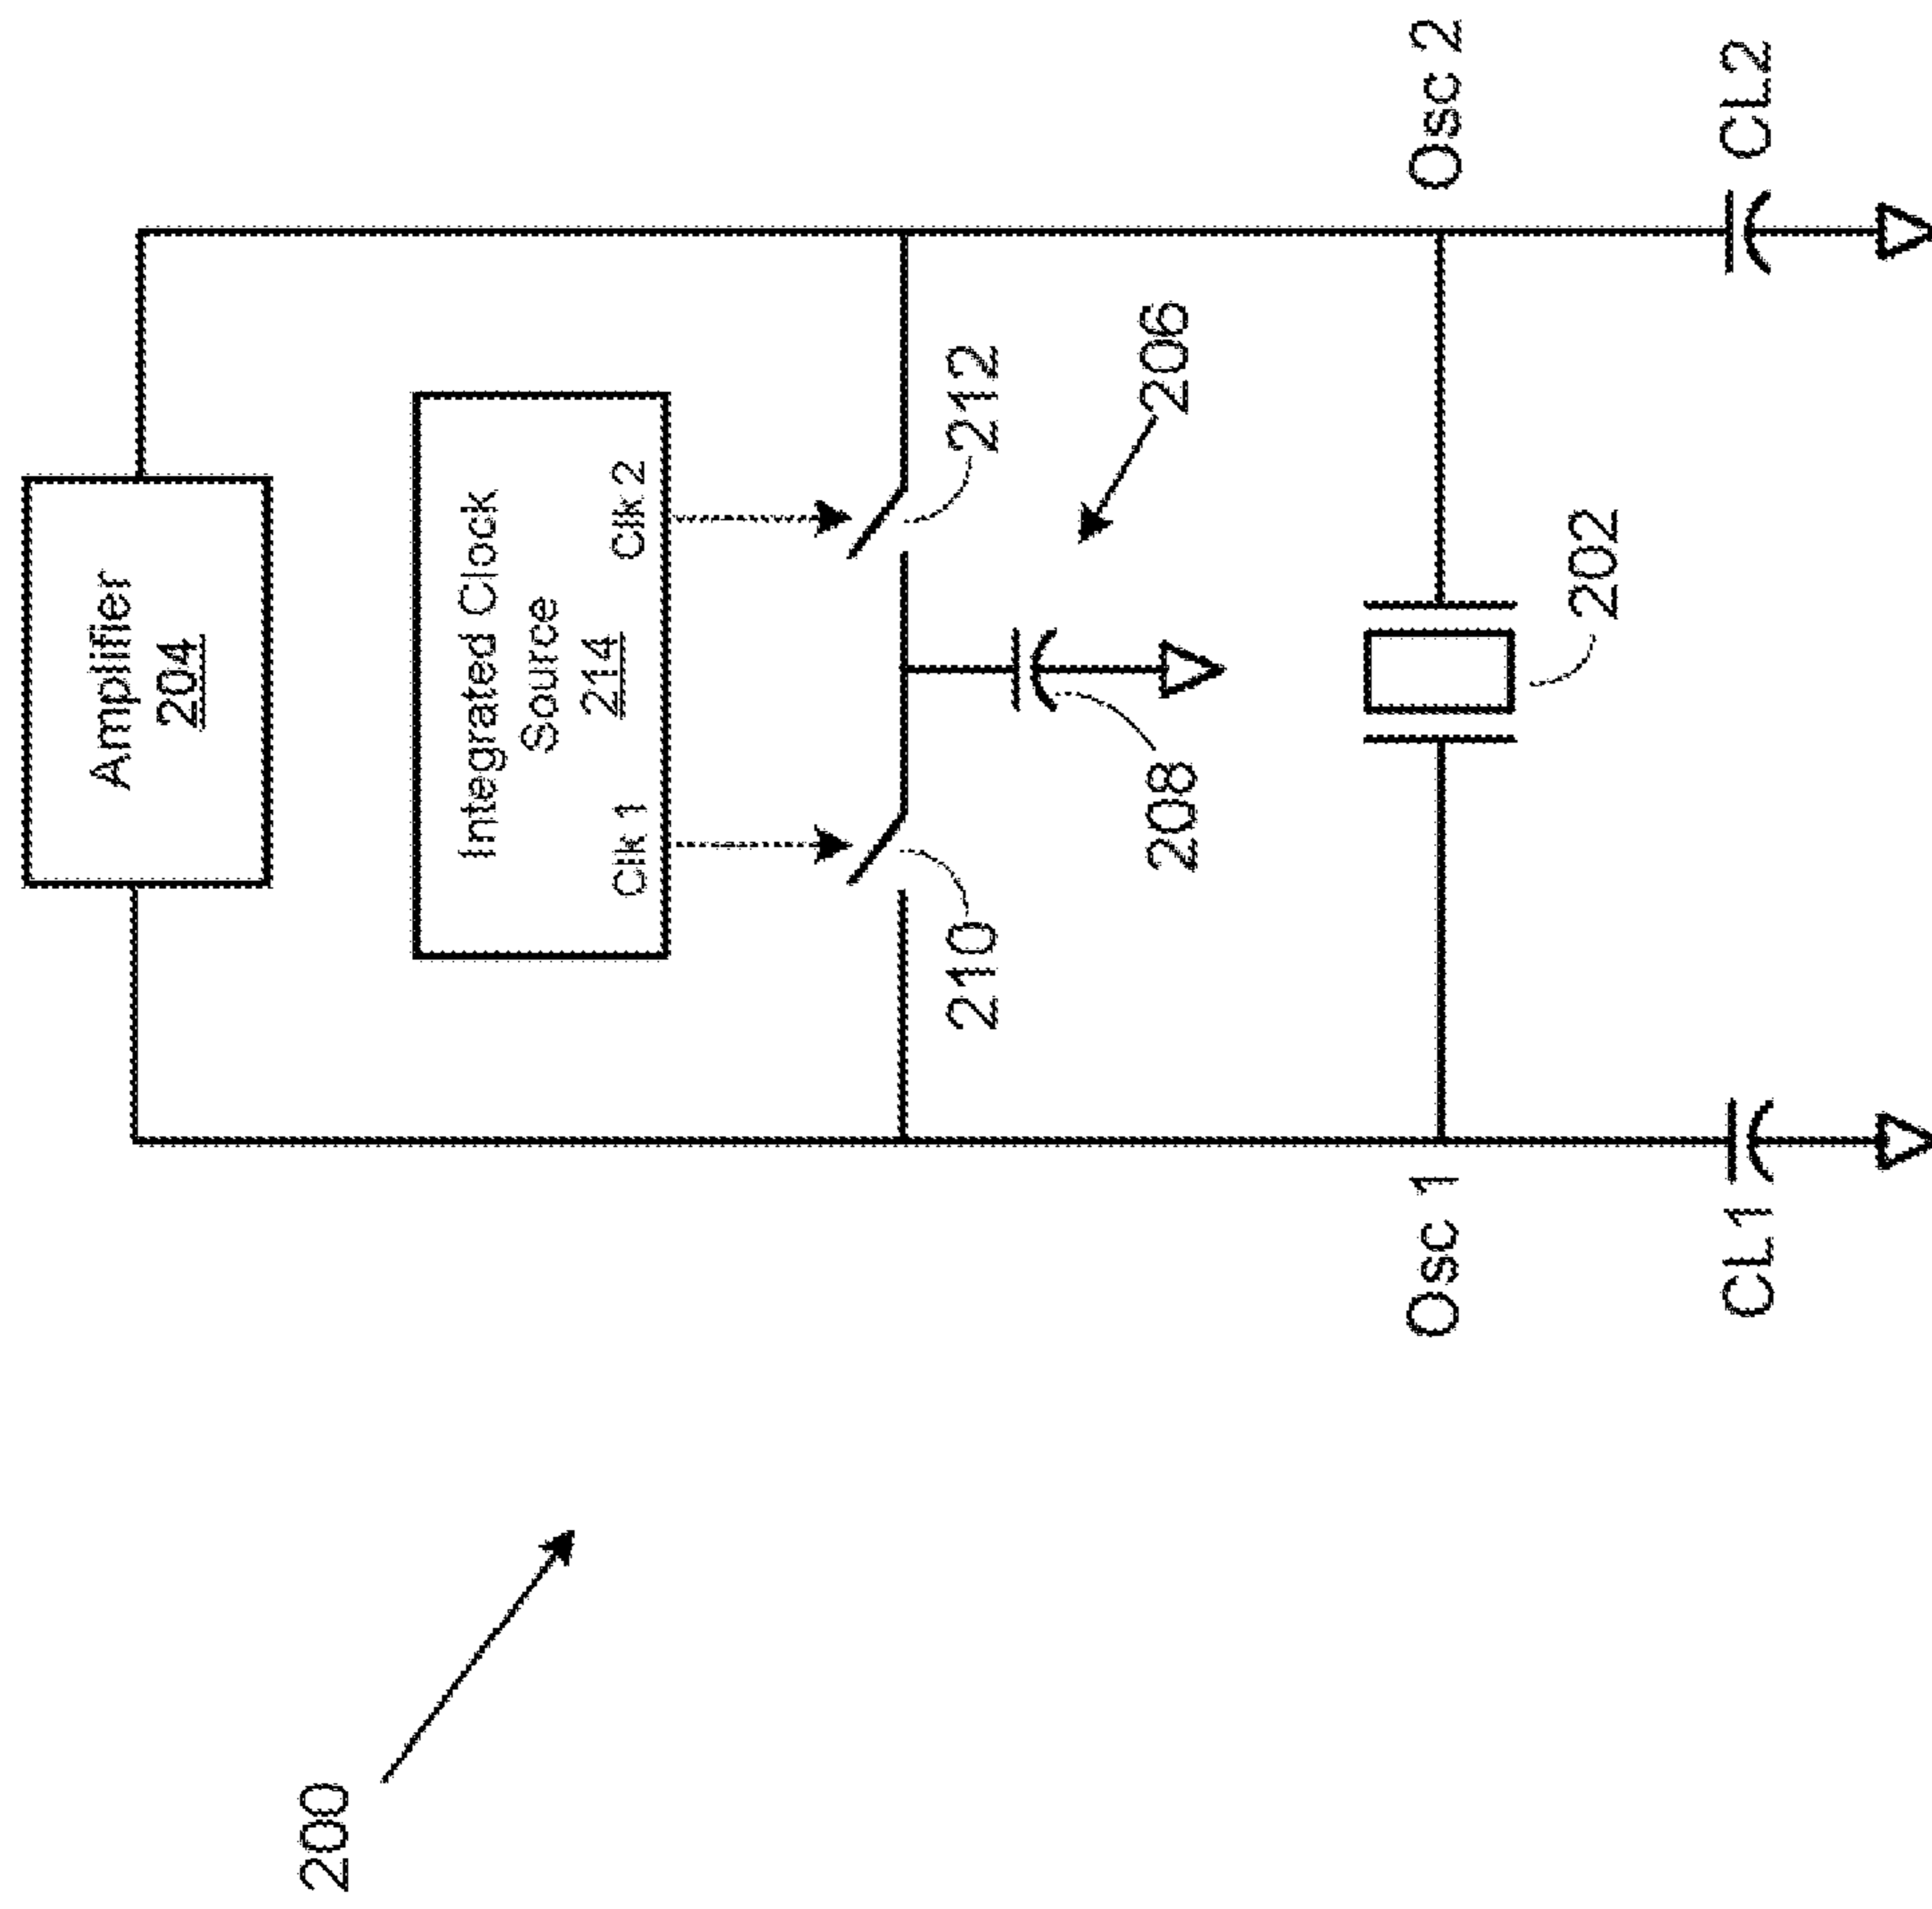 200
Amplifier
204
Integrated Clock
Source
214
Clk 1
Clk 2
210
212
208
206
202
Osc 1
Osc 2
CL1
CL2